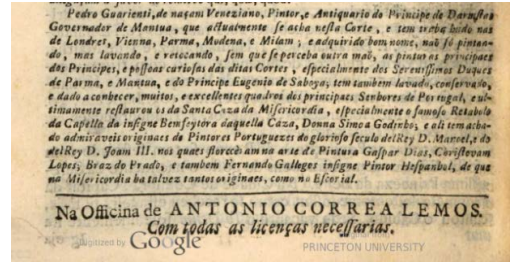 Pedro Guarienti, de naçam Veneziano, Pintor, e Antiquario do Principe de Darmstat
Governador de Mantua, que actualmente se acha nesta Corte, e tem trabalhado nas
de Londres, Vienna, Parma, Modena, e Milam, e adquirido bom nome, naõ só pintan-
do, mas lavando, e retocando, sem que se perceba outra maõ, as pinturas principaes
dos Principes, e pessoas curiosas das ditas Cortes, especialmente dos Serenissimos Duques
de Parma, e Mantua, e do Principe Eugenio de Saboya; tem tambem lavado, conservado,
e dado a conhecer, muitos, e excellentes quadros dos principaes Senhores de Portugal, e ul-
timamente restaurou os da Santa Caza da Misericordia, especialmente o famoso Retabolo
da Capella da insigne Bemfeytora daquella Caza, Donna Simoa Godinho; e ali tem acha-
do admiraveis originaes de Pintores Portuguezes do glorioso seculo delRey D. Manoel, e do
delRey D. Joam III. nos quaes florecèram na arte de Pintura Gaspar Dias, Christovam
Lopes, Braz do Prado, e tambem Fernando Gallegos insigne Pintor Hespanhol, de que
na Misericordia ha talvez tantos originaes, como no Escorial.
Na Officina de ANTONIO CORREA LEMOS.
Com todas as licenças necessarias.
Digitized by Google
PRINCETON UNIVERSITY